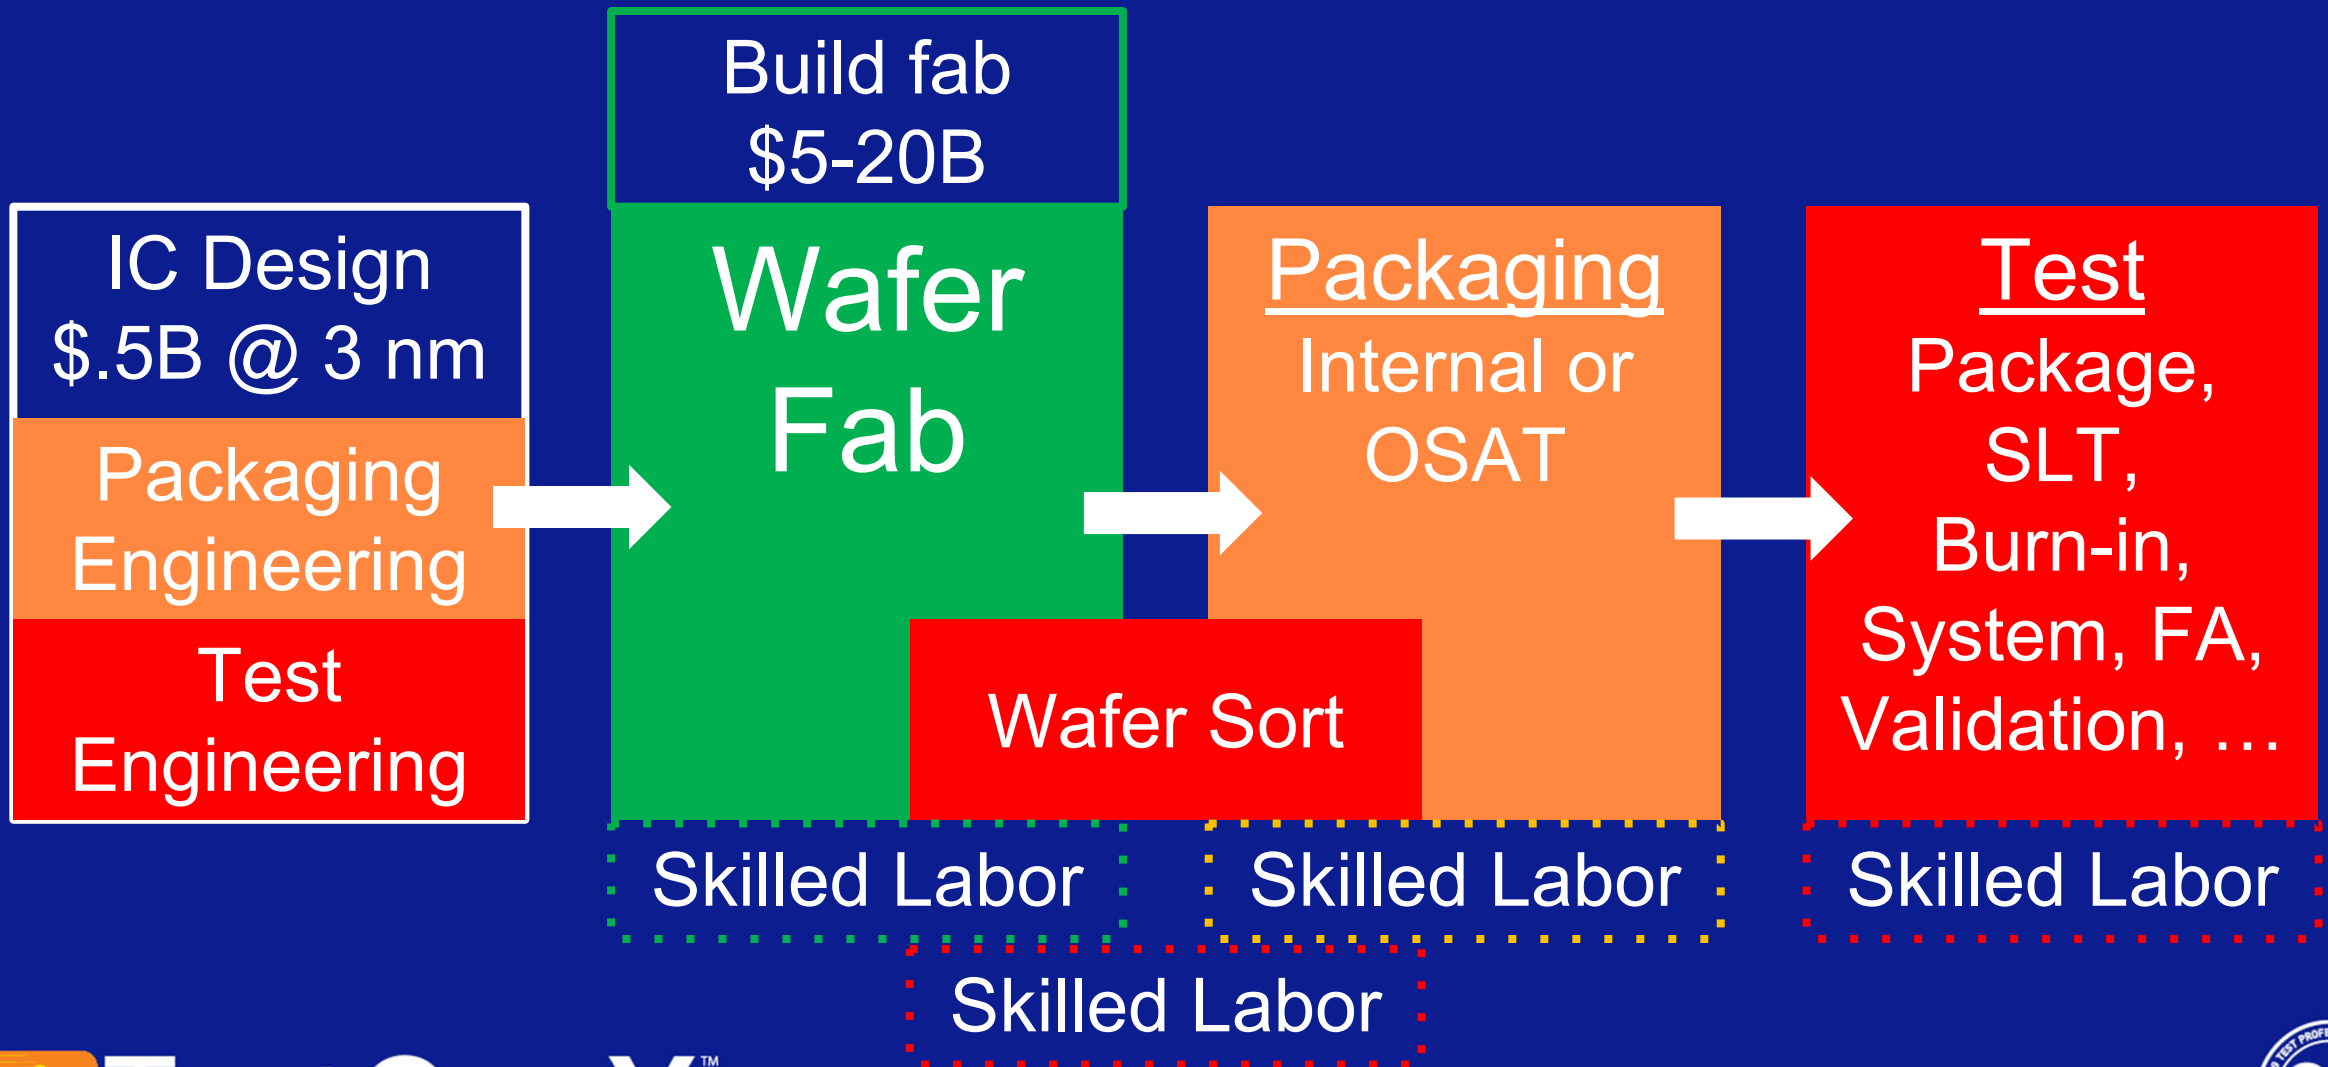 Build fab
$5-20B
IC Design
$.5B @ 3 nm
Packaging
Engineering
Test
Engineering
Wafer
Fab
Packaging
Internal or
OSAT
Wafer Sort
Test
Package,
SLT,
Burn-in,
System, FA,
Validation, …
Skilled Labor
Skilled Labor
Skilled Labor
Skilled Labor
TM